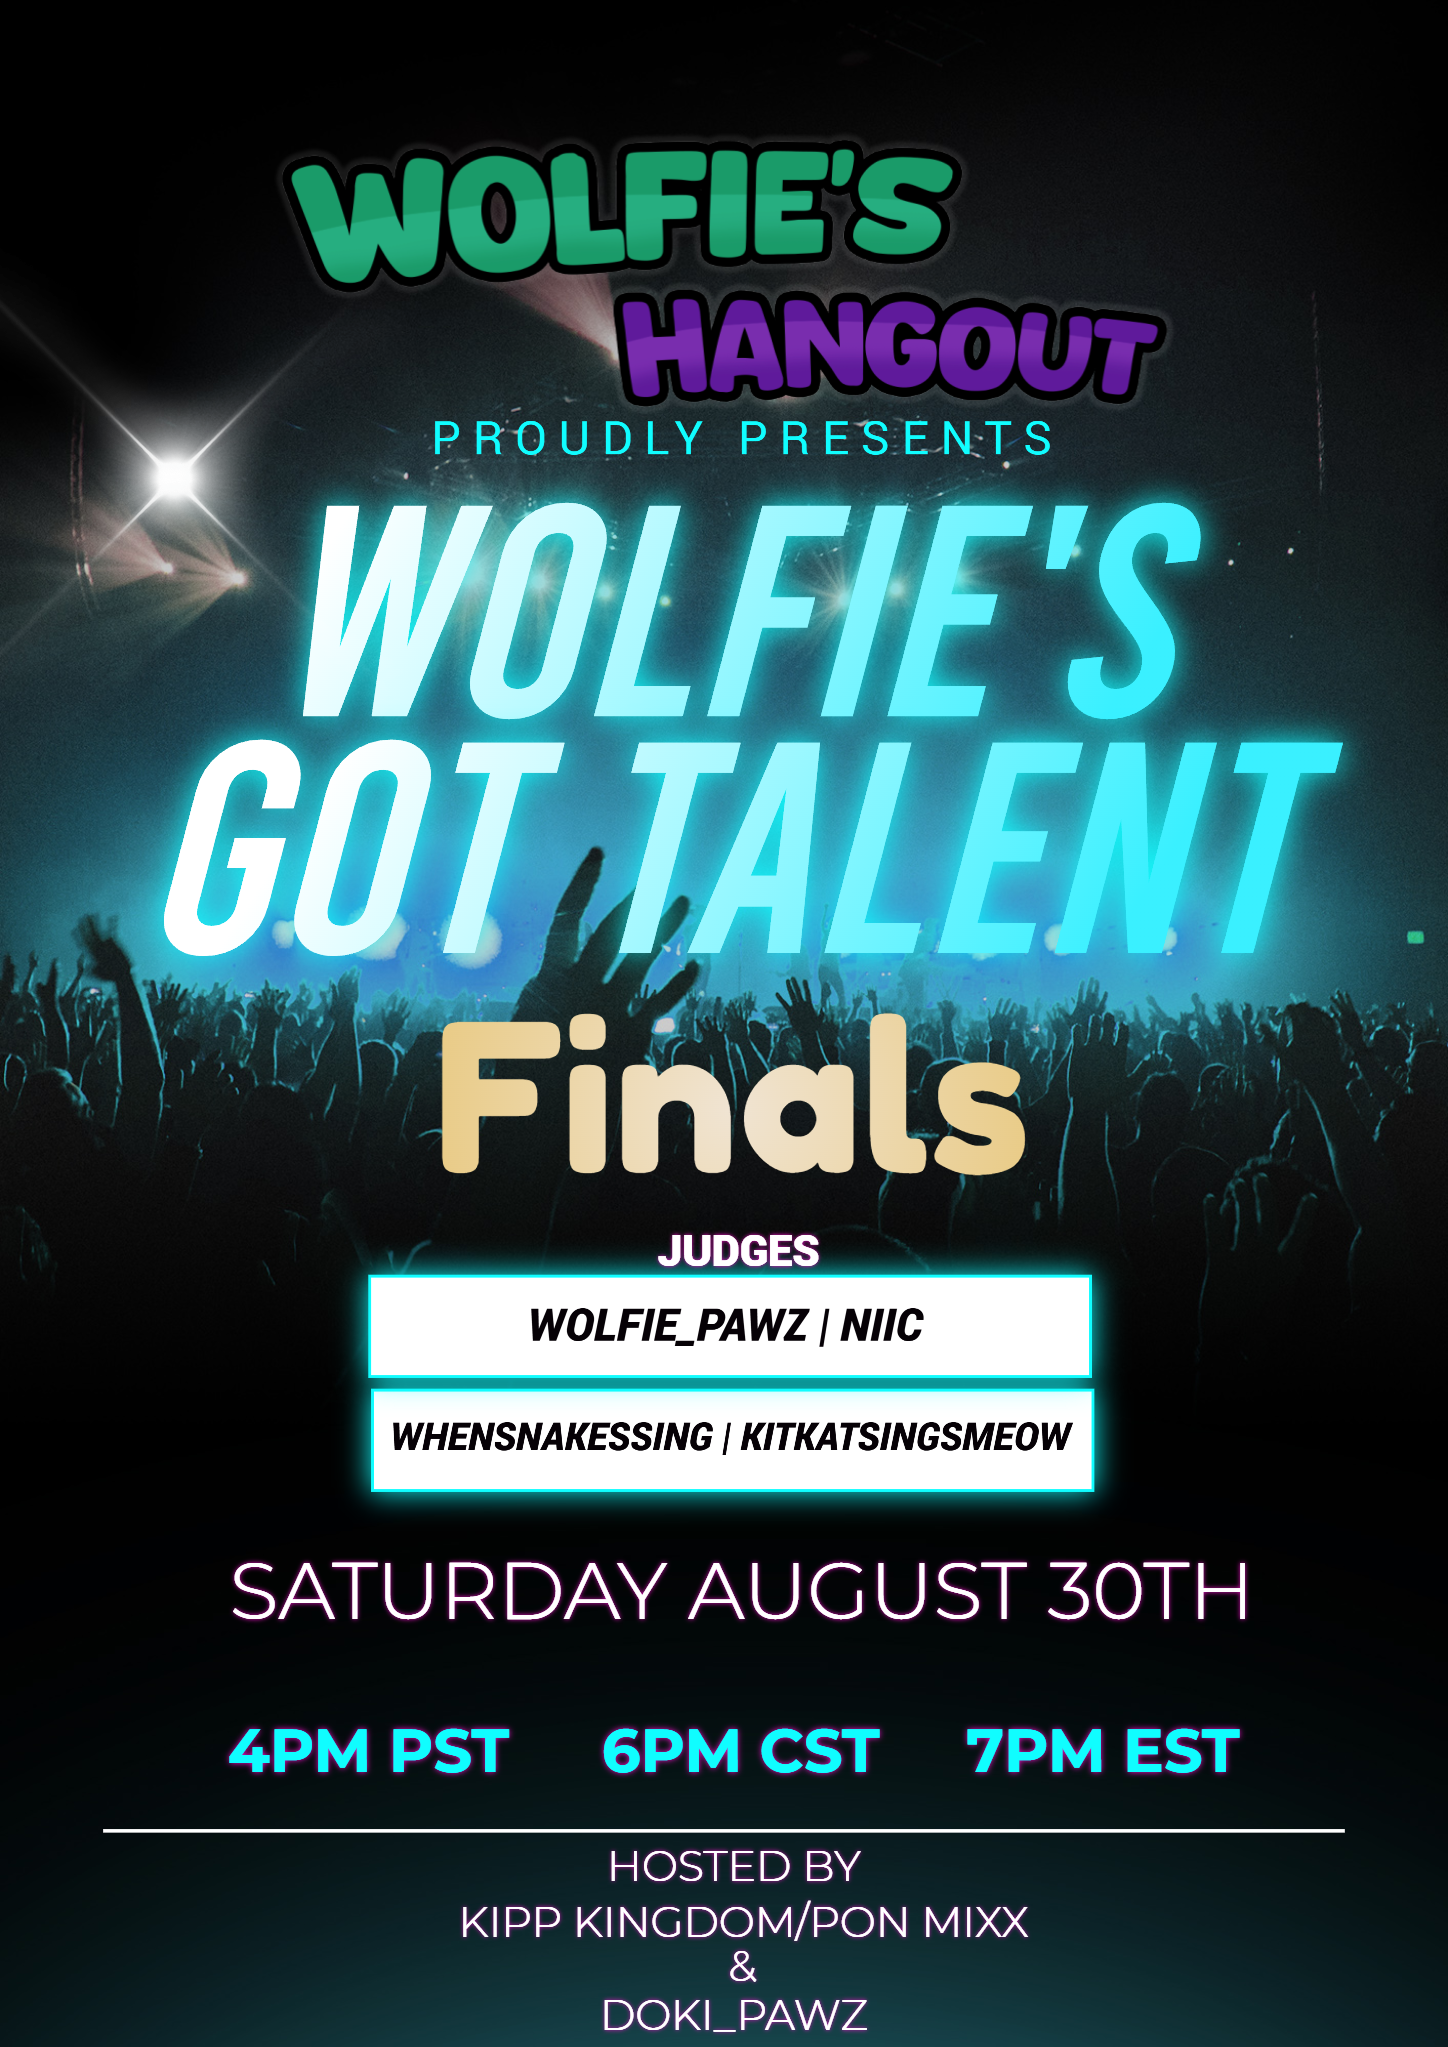 WOLFIE'S
HANGOUT
PROUDLY PRESENTS
WOLFIE'S
GOT TALENT
Finals
JUDGES
WOLFIE_PAWZ | NIIC
WHENSNAKESSING | KITKATSINGSMEOW
SATURDAY AUGUST 30TH
4PM PST 6PM CST 7PM EST
HOSTED BY
KIPP KINGDOM/PON MIXX
&
DOKI_PAWZ